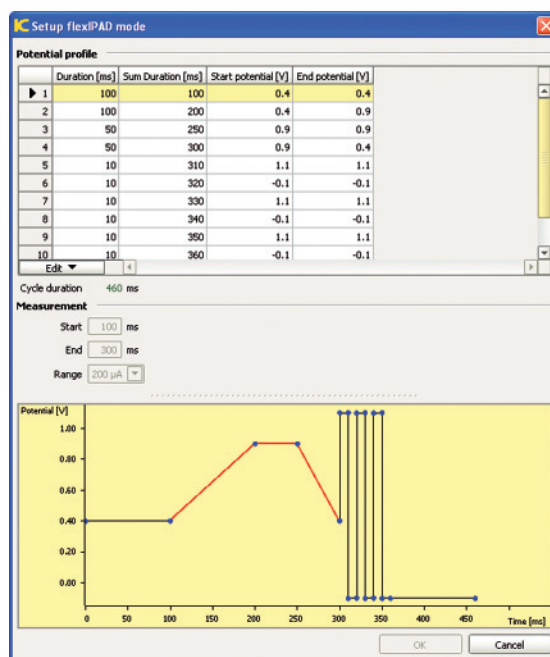 Setup flexIPAD mode
Potential profile
Duration [ms] Sum Duration [ms] Start potential [V] End potential [V]
1 100 100 0.4 0.4
2 100 200 0.4 0.9
3 50 250 0.9 0.9
4 50 300 0.9 0.4
5 10 310 1.1 1.1
6 10 320 -0.1 -0.1
7 10 330 1.1 1.1
8 10 340 -0.1 -0.1
9 10 350 1.1 1.1
10 10 360 -0.1 -0.1
Edit
Cycle duration 460 ms
Measurement
Start 100 ms
End 300 ms
Range 200 µA
Potential [V]
1.00
0.80
0.60
0.40
0.20
0.00
0 50 100 150 200 250 300 350 400 450 Time [ms]
OK Cancel